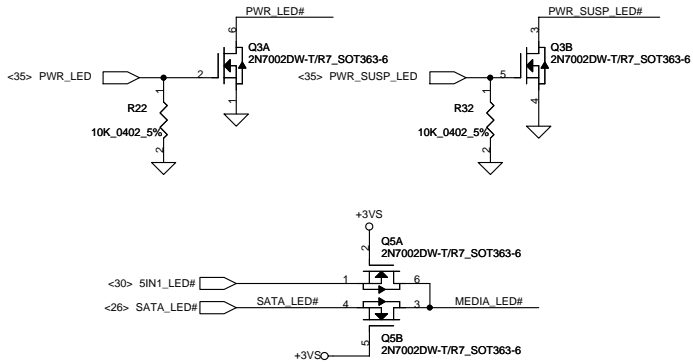 PWR_LED#
6
Q3A
2N7002DW-T/R7_SOT363-6
<35> PWR_LED
2
1
1
R22
10K_0402_5%
2
PWR_SUSP_LED#
3
Q3B
2N7002DW-T/R7_SOT363-6
<35> PWR_SUSP_LED
5
4
1
R32
10K_0402_5%
2
+3VS
Q5A
2N7002DW-T/R7_SOT363-6
2
<30> 5IN1_LED#
1
6
<26> SATA_LED#
SATA_LED#
4
3
MEDIA_LED#
Q5B
2N7002DW-T/R7_SOT363-6
5
+3VS